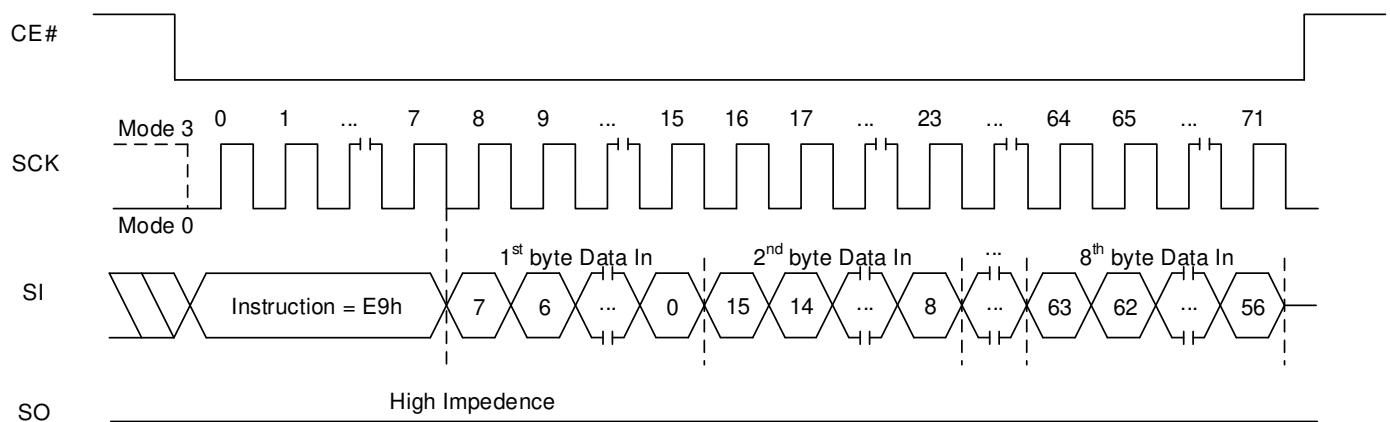 CE#
Mode 3
0 1 ... 7 8 9 ... 15 16 17 ... 23 ... 64 65 ... 71
SCK
Mode 0
1st byte Data In 2nd byte Data In ... 8th byte Data In
SI
Instruction = E9h 7 6 ... 0 15 14 ... 8 ... 63 62 ... 56
High Impedence
SO